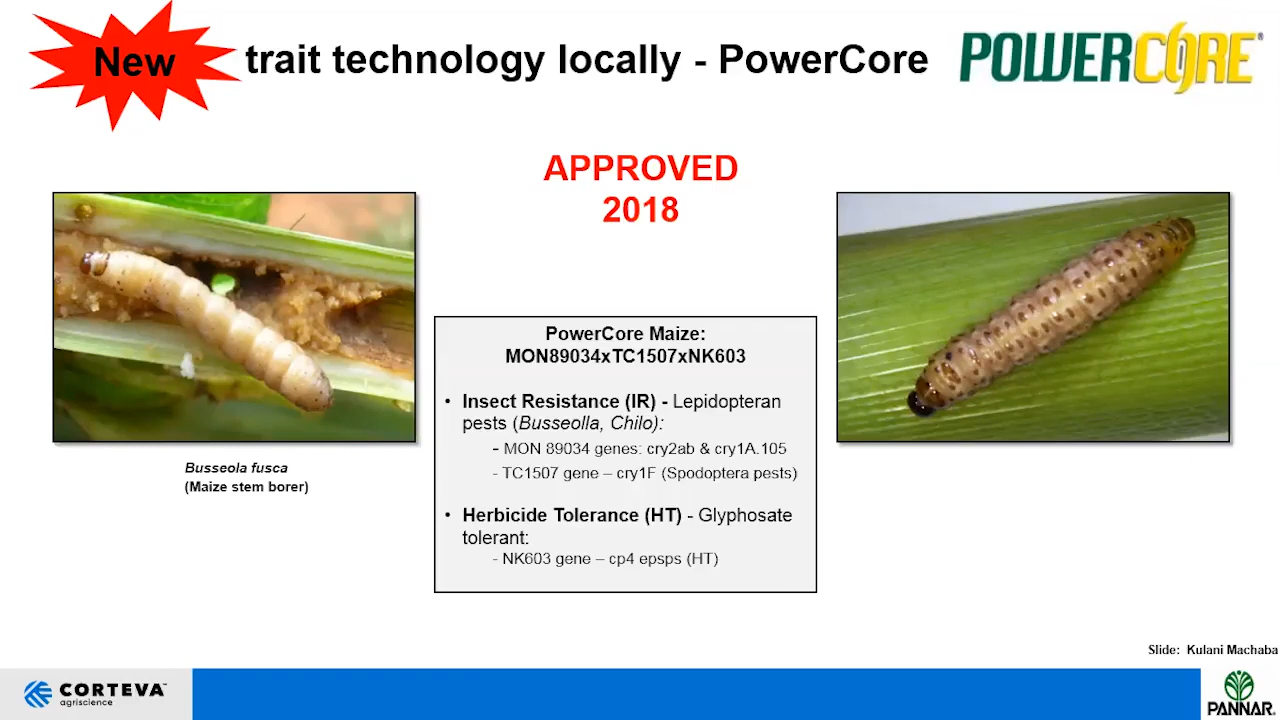 New trait technology locally - PowerCore
POWERCORE®
APPROVED
2018
PowerCore Maize:
MON89034xTC1507xNK603
• Insect Resistance (IR) - Lepidopteran
pests (Busseolla, Chilo):
- MON 89034 genes: cry2ab & cry1A.105
- TC1507 gene – cry1F (Spodoptera pests)
• Herbicide Tolerance (HT) - Glyphosate
tolerant:
- NK603 gene – cp4 epsps (HT)
Busseola fusca
(Maize stem borer)
Slide: Kulani Machaba
CORTEVA™
agriscience
PANNAR®